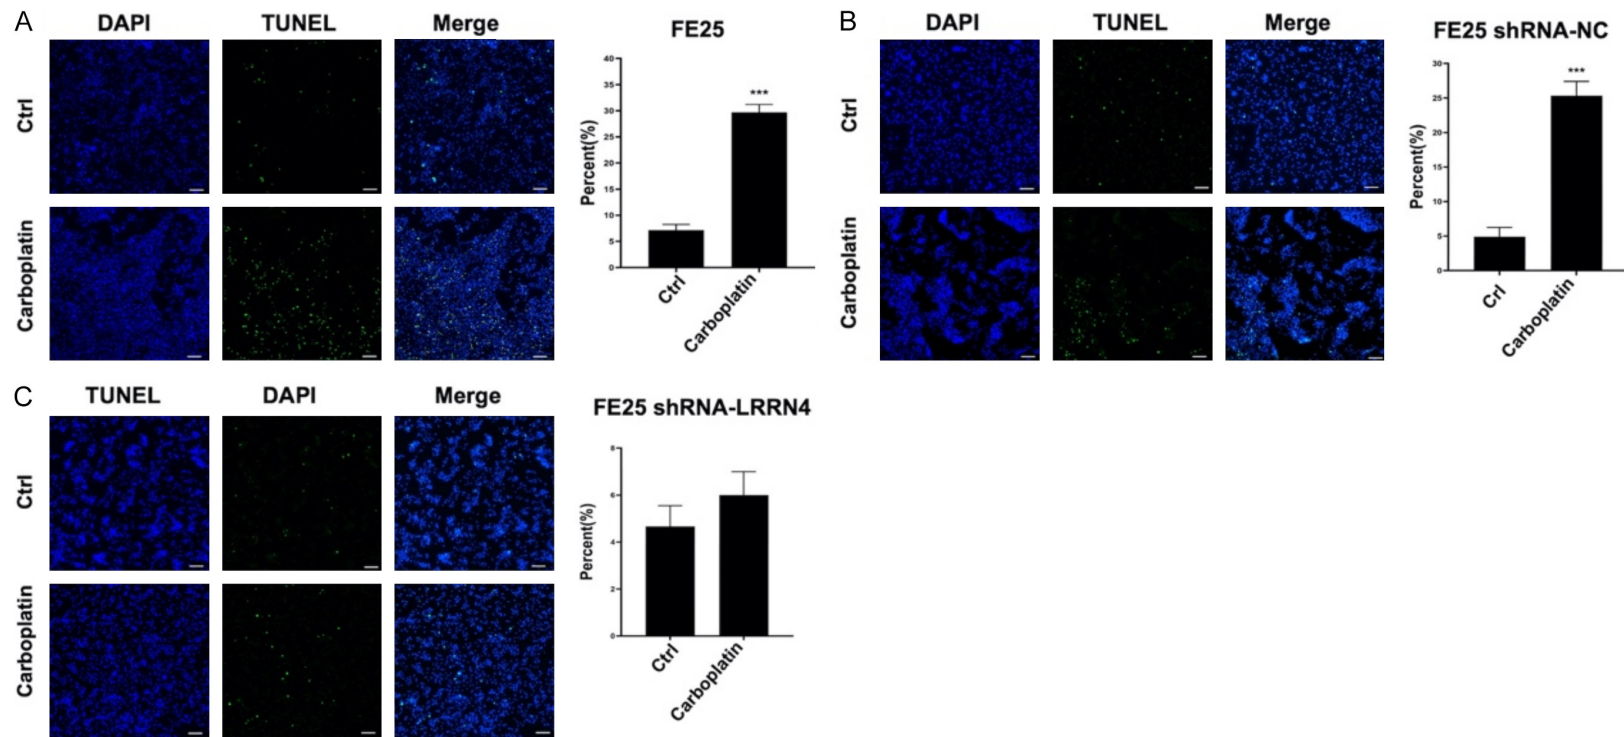 A
DAPI TUNEL Merge
Ctrl
Carboplatin
FE25
Percent(%)
40
35
30
25
20
15
10
5
0
***
Ctrl
Carboplatin
B
DAPI TUNEL Merge
Ctrl
Carboplatin
FE25 shRNA-NC
Percent(%)
30
25
20
15
10
5
0
***
Crl
Carboplatin
C
TUNEL DAPI Merge
Ctrl
Carboplatin
FE25 shRNA-LRRN4
Percent(%)
8
6
4
2
0
Ctrl
Carboplatin